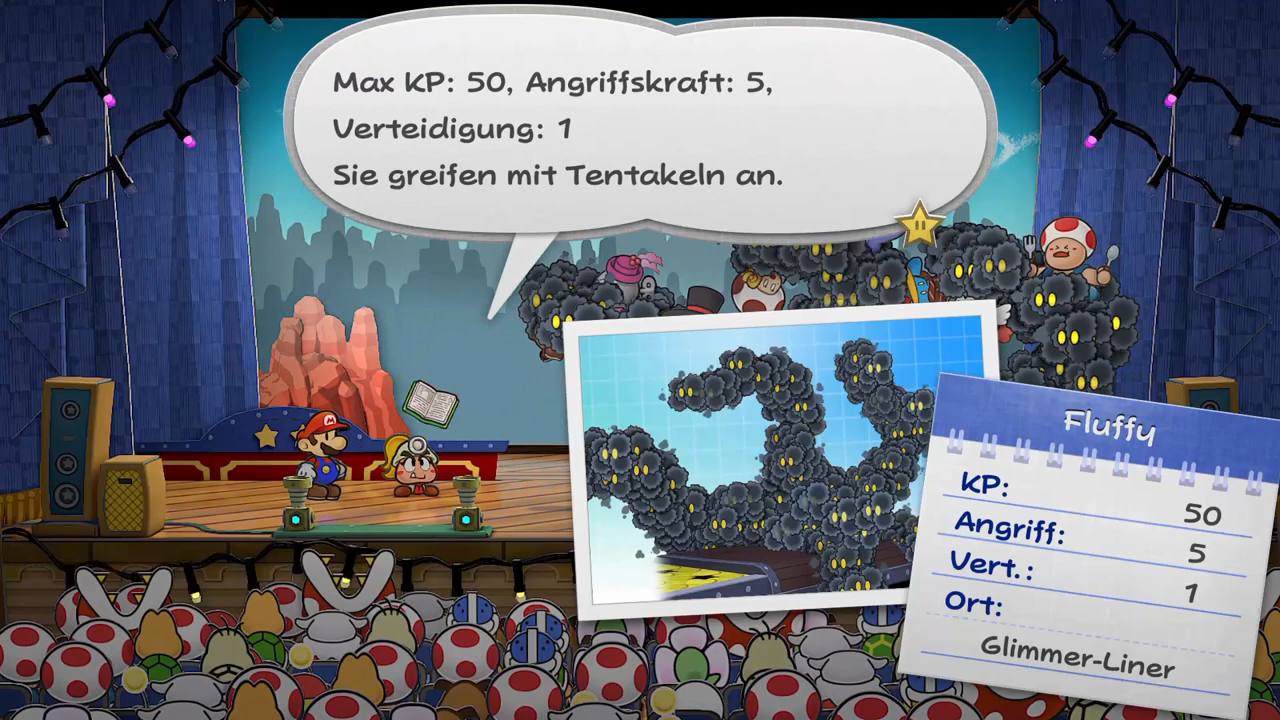 Max KP: 50, Angriffskraft: 5,
Verteidigung: 1
Sie greifen mit Tentakeln an.
Fluffy
KP:
50
Angriff:
5
Vert.:
1
Ort:
Glimmer-Liner